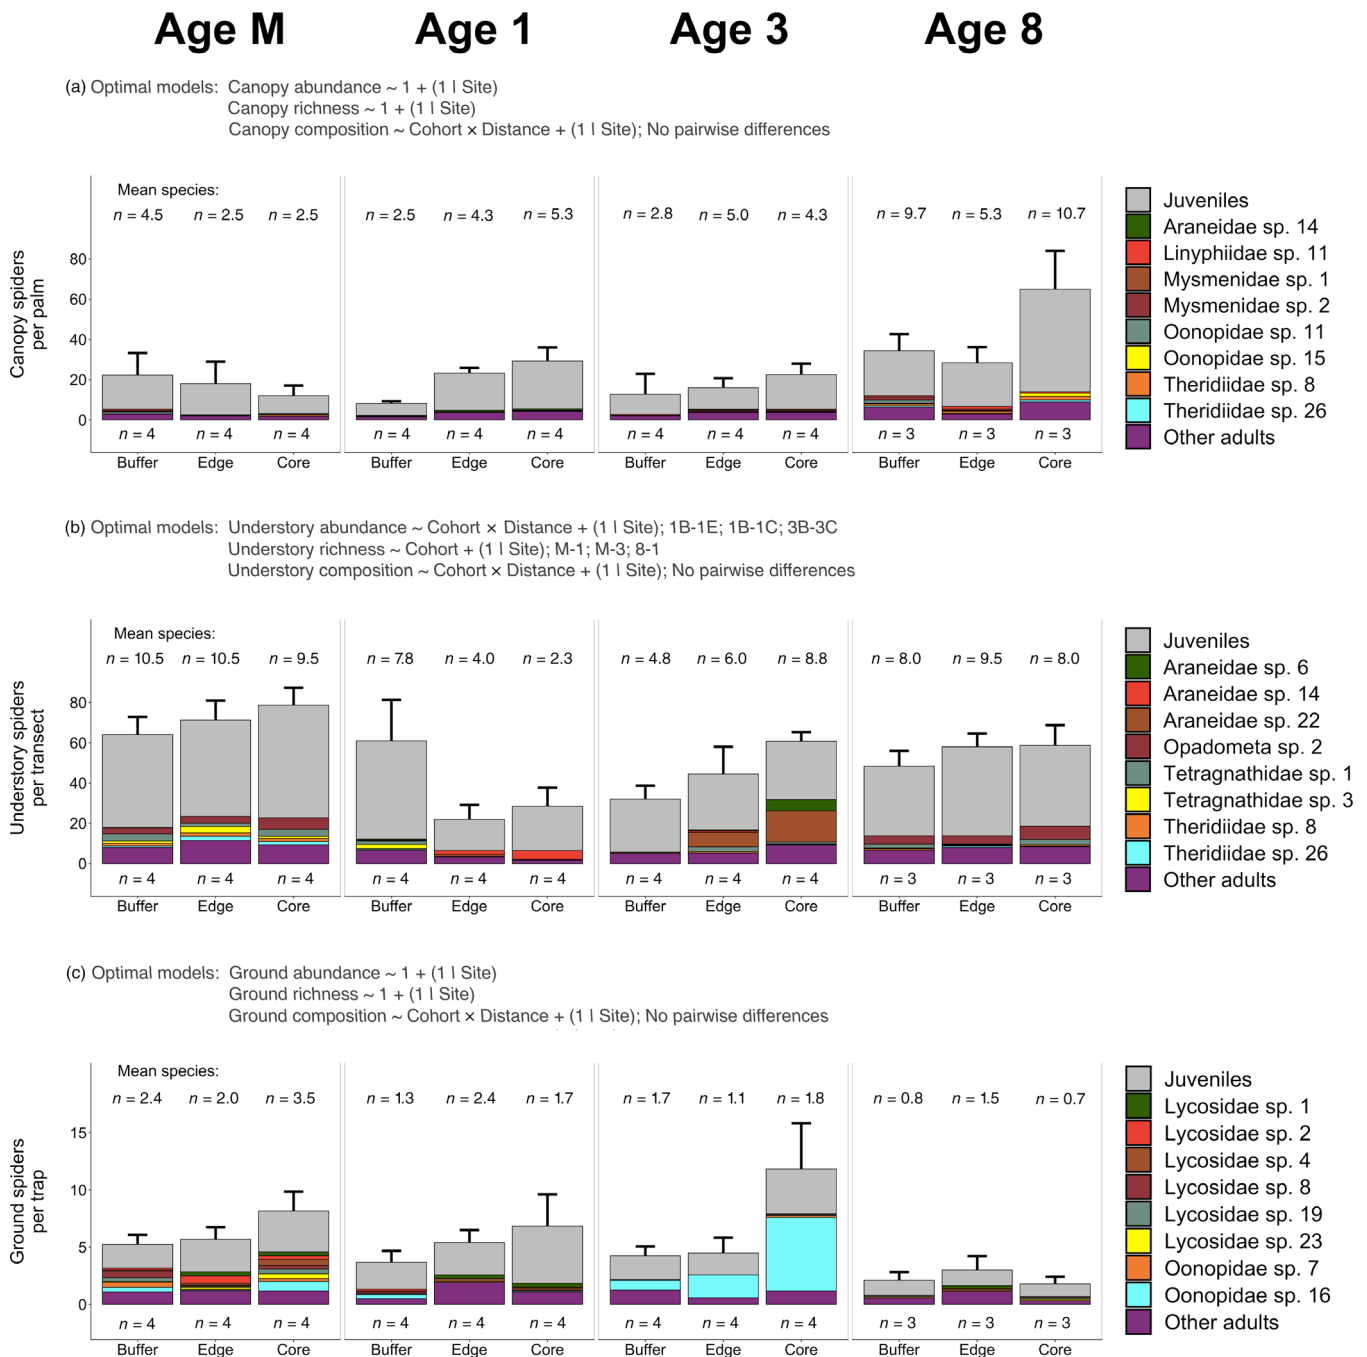 Age M Age 1 Age 3 Age 8
(a) Optimal models: Canopy abundance ~ 1 + (1 | Site)
Canopy richness ~ 1 + (1 | Site)
Canopy composition ~ Cohort × Distance + (1 | Site); No pairwise differences
Mean species:
n = 4.5 n = 2.5 n = 2.5 n = 2.5 n = 4.3 n = 5.3 n = 2.8 n = 5.0 n = 4.3 n = 9.7 n = 5.3 n = 10.7
Canopy spiders
per palm
80
60
40
20
0
n = 4 n = 4 n = 4 n = 4 n = 4 n = 4 n = 4 n = 4 n = 4 n = 3 n = 3 n = 3
Buffer Edge Core Buffer Edge Core Buffer Edge Core Buffer Edge Core
Juveniles
Araneidae sp. 14
Linyphiidae sp. 11
Mysmenidae sp. 1
Mysmenidae sp. 2
Oonopidae sp. 11
Oonopidae sp. 15
Theridiidae sp. 8
Theridiidae sp. 26
Other adults
(b) Optimal models: Understory abundance ~ Cohort × Distance + (1 | Site); 1B-1E; 1B-1C; 3B-3C
Understory richness ~ Cohort + (1 | Site); M-1; M-3; 8-1
Understory composition ~ Cohort × Distance + (1 | Site); No pairwise differences
Mean species:
n = 10.5 n = 10.5 n = 9.5 n = 7.8 n = 4.0 n = 2.3 n = 4.8 n = 6.0 n = 8.8 n = 8.0 n = 9.5 n = 8.0
Understory spiders
per transect
80
60
40
20
0
n = 4 n = 4 n = 4 n = 4 n = 4 n = 4 n = 4 n = 4 n = 4 n = 3 n = 3 n = 3
Buffer Edge Core Buffer Edge Core Buffer Edge Core Buffer Edge Core
Juveniles
Araneidae sp. 6
Araneidae sp. 14
Araneidae sp. 22
Opadometa sp. 2
Tetragnathidae sp. 1
Tetragnathidae sp. 3
Theridiidae sp. 8
Theridiidae sp. 26
Other adults
(c) Optimal models: Ground abundance ~ 1 + (1 | Site)
Ground richness ~ 1 + (1 | Site)
Ground composition ~ Cohort × Distance + (1 | Site); No pairwise differences
Mean species:
n = 2.4 n = 2.0 n = 3.5 n = 1.3 n = 2.4 n = 1.7 n = 1.7 n = 1.1 n = 1.8 n = 0.8 n = 1.5 n = 0.7
Ground spiders
per trap
15
10
5
0
n = 4 n = 4 n = 4 n = 4 n = 4 n = 4 n = 4 n = 4 n = 4 n = 3 n = 3 n = 3
Buffer Edge Core Buffer Edge Core Buffer Edge Core Buffer Edge Core
Juveniles
Lycosidae sp. 1
Lycosidae sp. 2
Lycosidae sp. 4
Lycosidae sp. 8
Lycosidae sp. 19
Lycosidae sp. 23
Oonopidae sp. 7
Oonopidae sp. 16
Other adults